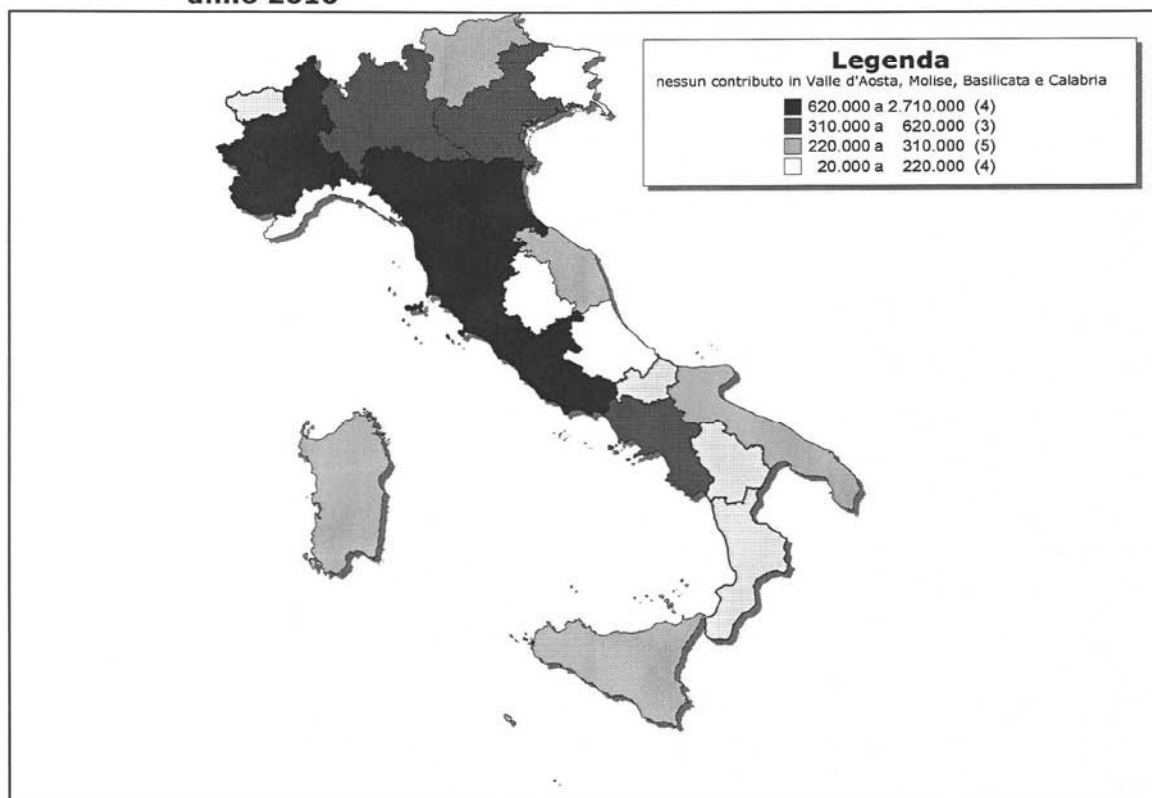 Legenda
nessun contributo in Valle d'Aosta, Molise, Basilicata e Calabria
620.000 a 2.710.000 (4)
310.000 a 620.000 (3)
220.000 a 310.000 (5)
20.000 a 220.000 (4)